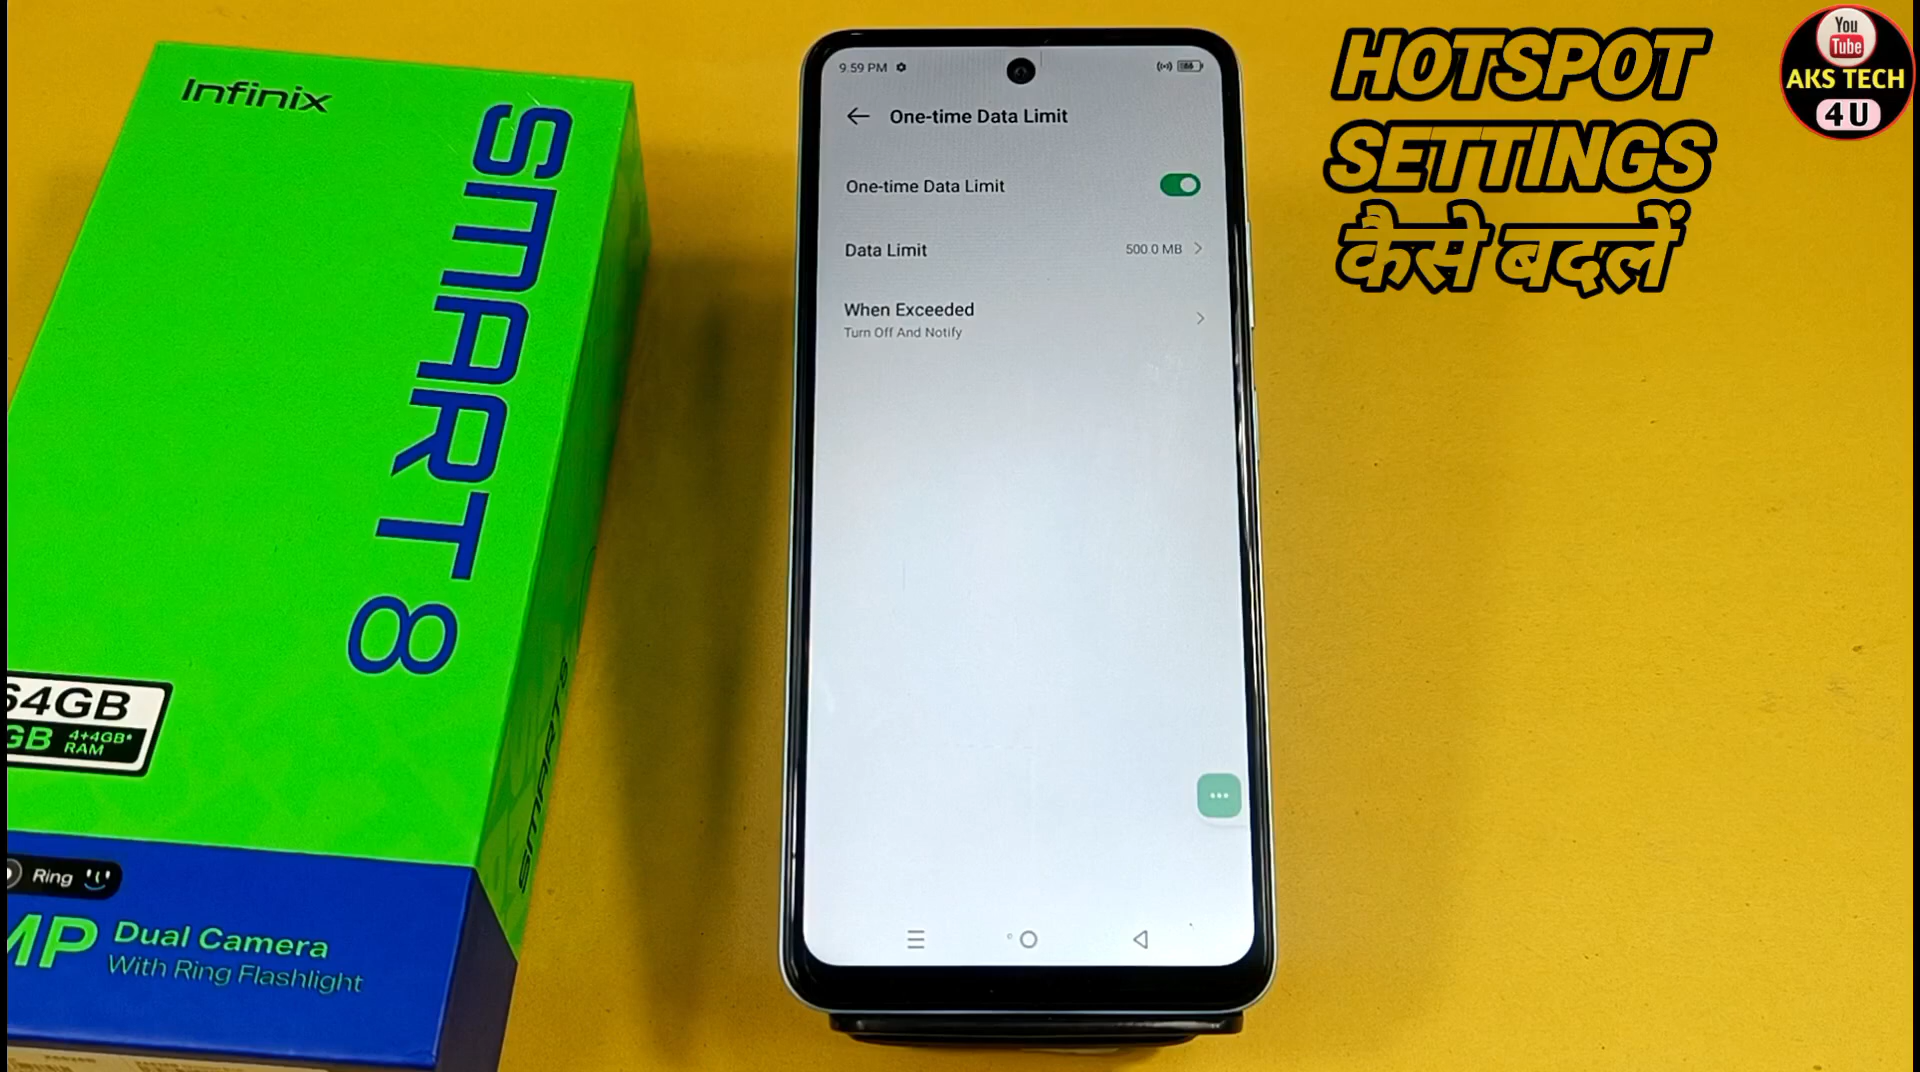 Infinix
SMART 8
64GB
4+4GB*
RAM
Ring
MP
Dual Camera
With Ring Flashlight
SMART 8
9:59 PM
One-time Data Limit
One-time Data Limit
Data Limit
500.0 MB
When Exceeded
Turn Off And Notify
HOTSPOT
SETTINGS
कैसे बदलें
You
Tube
AKS TECH
4 U